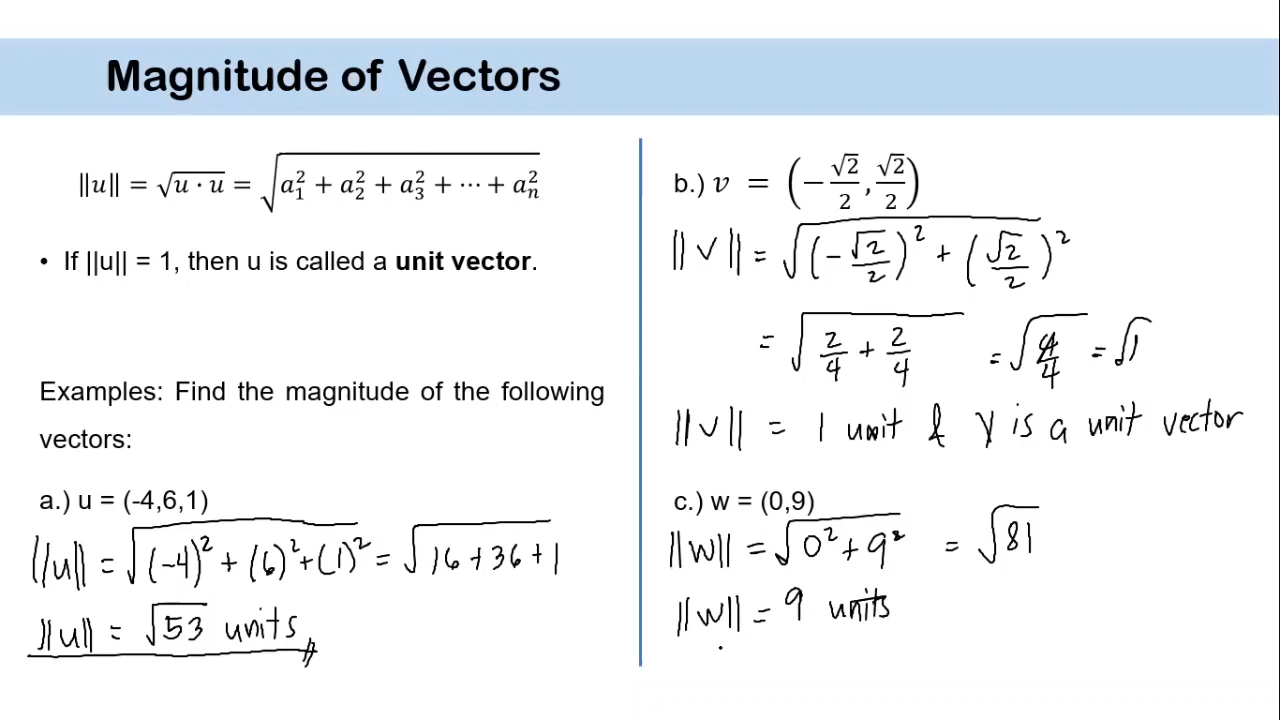 Magnitude of Vectors
||u|| = √(u · u) = √(a₁² + a₂² + a₃² + ⋯ + aₙ²)
• If ||u|| = 1, then u is called a unit vector.
Examples: Find the magnitude of the following
vectors:
a.) u = (-4,6,1)
||u|| = √((-4)² + (6)² + (1)²) = √(16 + 36 + 1)
||u|| = √53 units
b.) v = (-√2/2, √2/2)
||v|| = √((-√2/2)² + (√2/2)²)
= √(2/4 + 2/4) = √(4/4) = √1
||v|| = 1 unit & v is a unit vector
c.) w = (0,9)
||w|| = √(0² + 9²) = √81
||w|| = 9 units